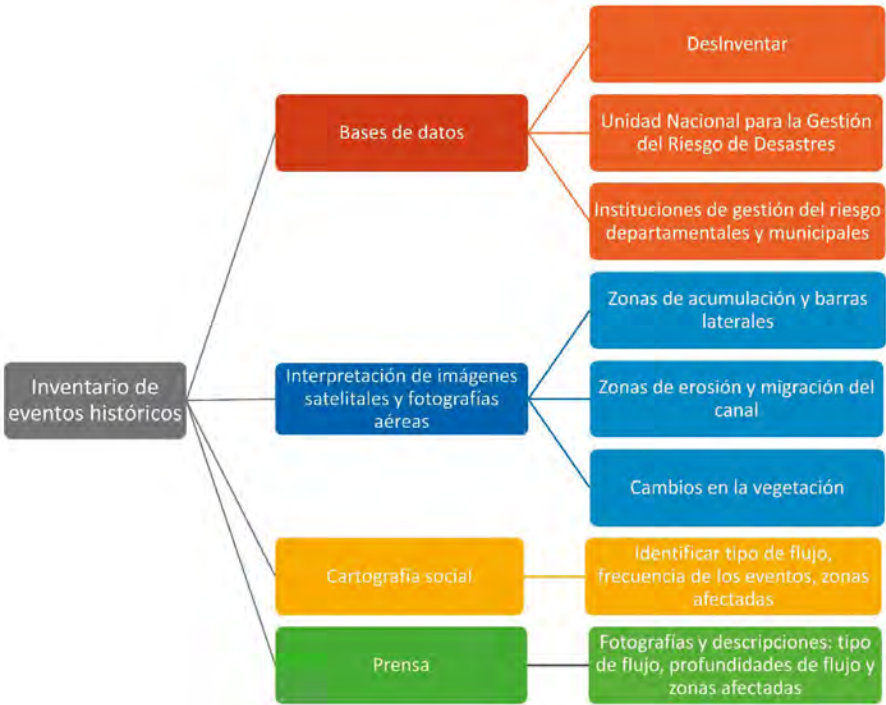 Inventario de
eventos históricos
Bases de datos
DesInventar
Unidad Nacional para la Gestión
del Riesgo de Desastres
Instituciones de gestión del riesgo
departamentales y municipales
Interpretación de imágenes
satelitales y fotografías
aéreas
Zonas de acumulación y barras
laterales
Zonas de erosión y migración del
canal
Cambios en la vegetación
Cartografía social
Identificar tipo de flujo,
frecuencia de los eventos, zonas
afectadas
Prensa
Fotografías y descripciones: tipo
de flujo, profundidades de flujo y
zonas afectadas